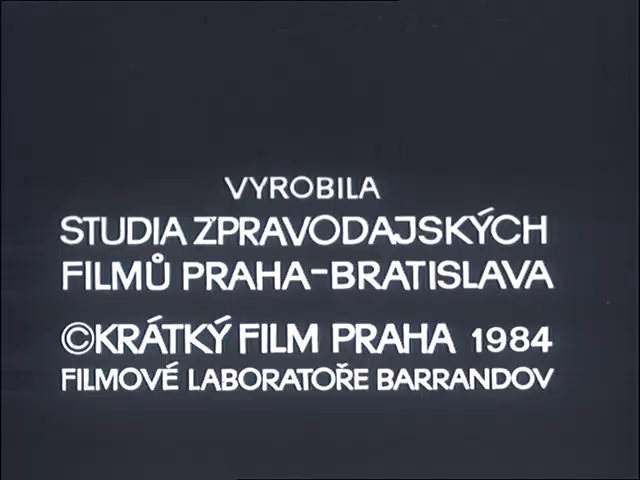 VYROBILA
STUDIA ZPRAVODAJSKÝCH
FILMŮ PRAHA-BRATISLAVA
©KRÁTKÝ FILM PRAHA 1984
FILMOVÉ LABORATOŘE BARRANDOV